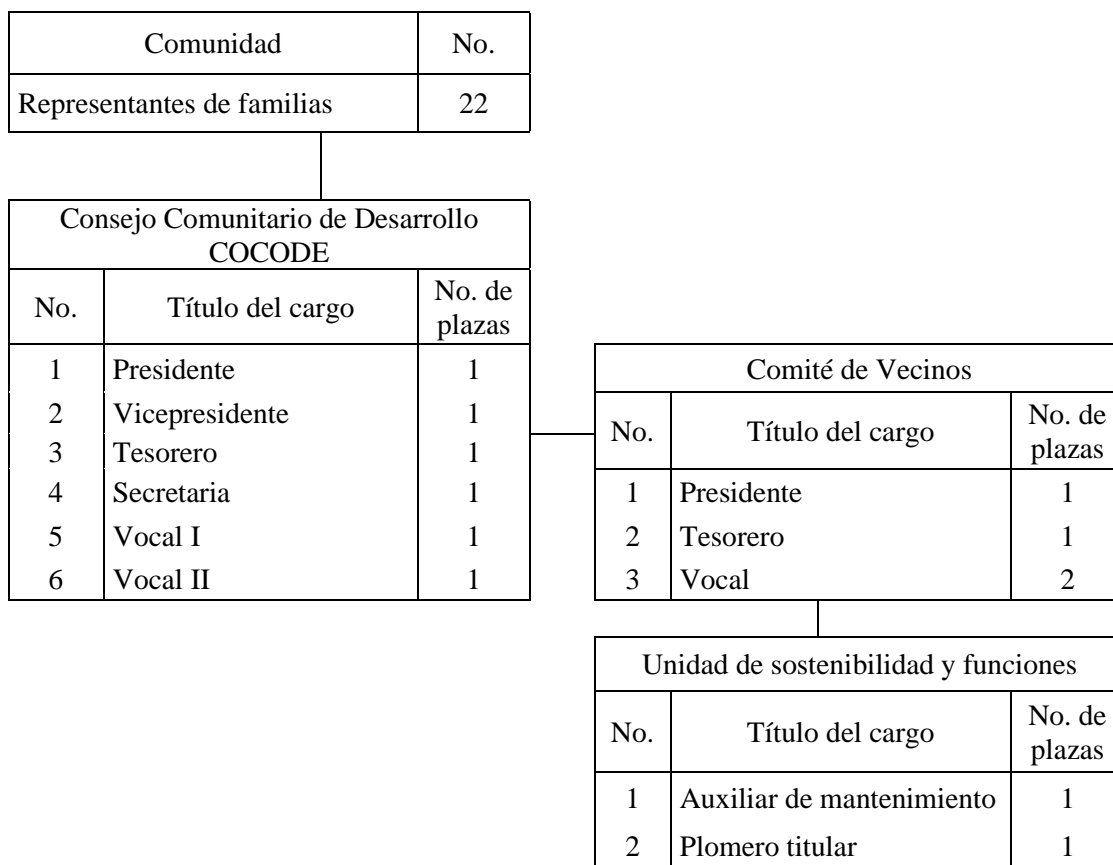 Comunidad No.
Representantes de familias 22
Consejo Comunitario de Desarrollo
COCODE
No. Título del cargo No. de
plazas
1 Presidente 1
2 Vicepresidente 1
3 Tesorero 1
4 Secretaria 1
5 Vocal I 1
6 Vocal II 1
Comité de Vecinos
No. Título del cargo No. de
plazas
1 Presidente 1
2 Tesorero 1
3 Vocal 2
Unidad de sostenibilidad y funciones
No. Título del cargo No. de
plazas
1 Auxiliar de mantenimiento 1
2 Plomero titular 1